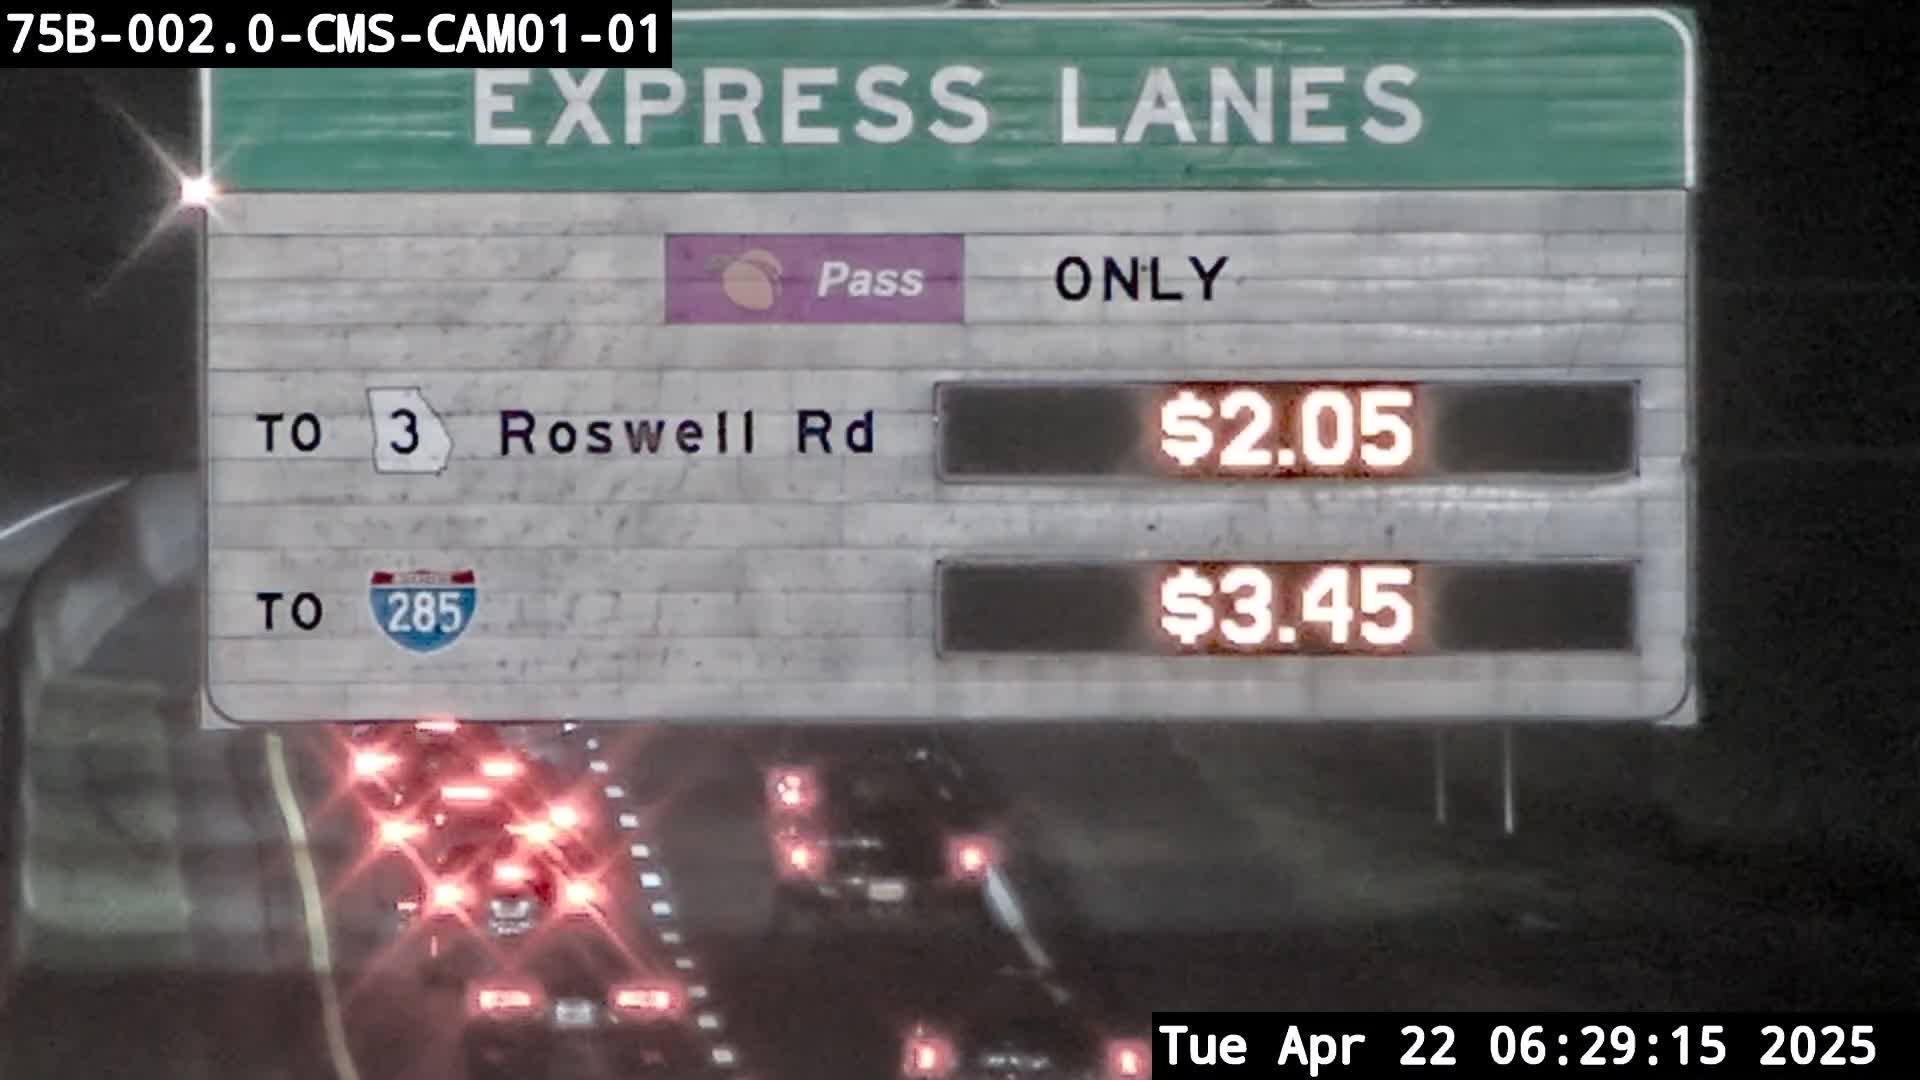 75B-002.0-CMS-CAM01-01
EXPRESS LANES
Pass ONLY
TO 3 Roswell Rd $2.05
TO 285 $3.45
Tue Apr 22 06:29:15 2025